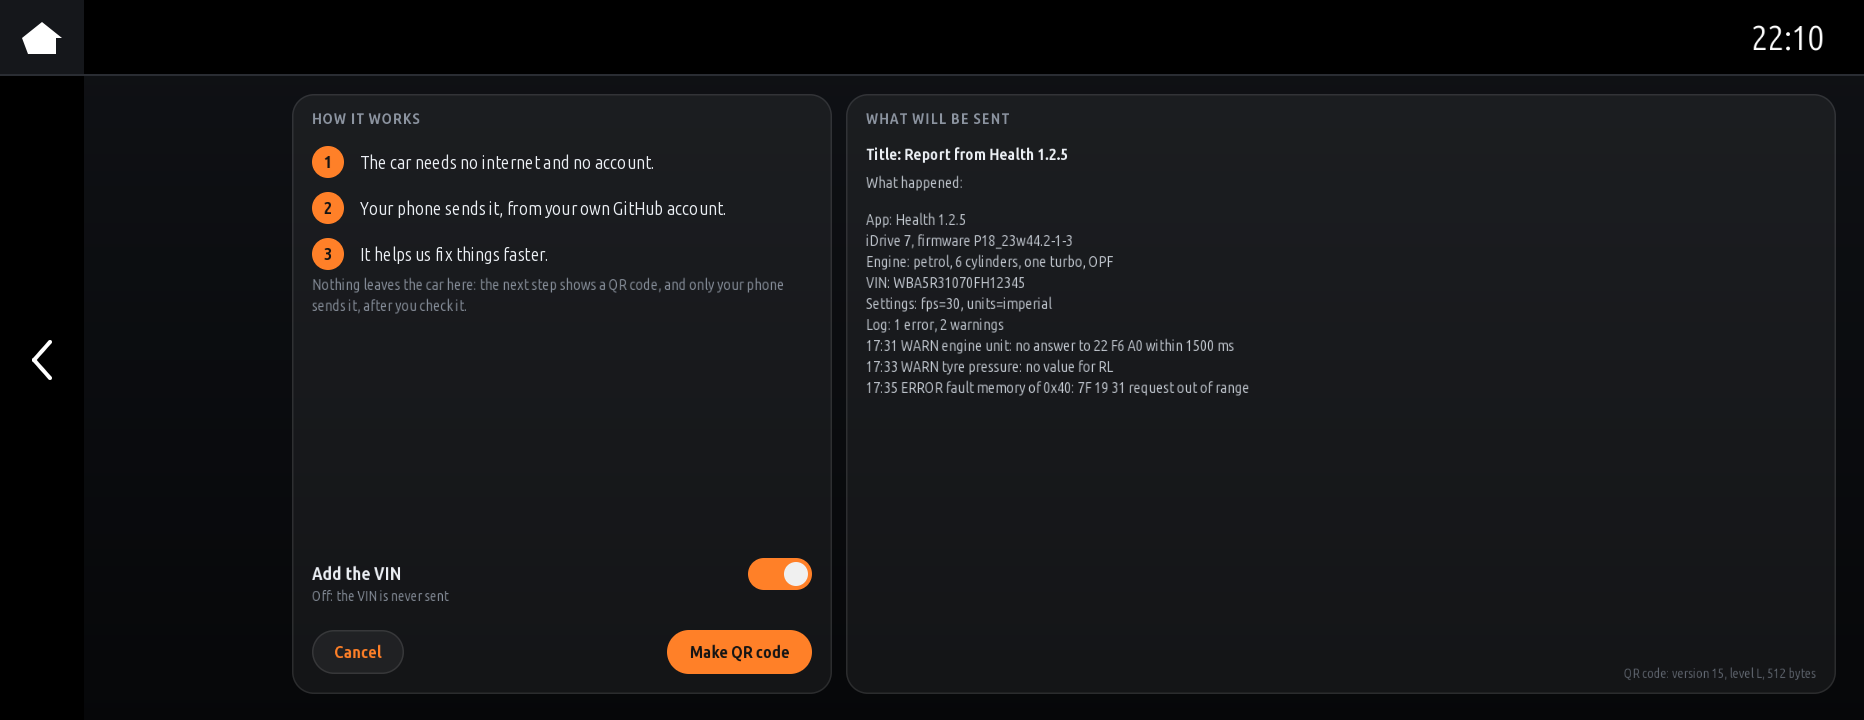 22:10
HOW IT WORKS
1 The car needs no internet and no account.
2 Your phone sends it, from your own GitHub account.
3 It helps us fix things faster.
Nothing leaves the car here: the next step shows a QR code, and only your phone
sends it, after you check it.
Add the VIN
Off: the VIN is never sent
Cancel
Make QR code
WHAT WILL BE SENT
Title: Report from Health 1.2.5
What happened:
App: Health 1.2.5
iDrive 7, firmware P18_23w44.2-1-3
Engine: petrol, 6 cylinders, one turbo, OPF
VIN: WBA5R31070FH12345
Settings: fps=30, units=imperial
Log: 1 error, 2 warnings
17:31 WARN engine unit: no answer to 22 F6 A0 within 1500 ms
17:33 WARN tyre pressure: no value for RL
17:35 ERROR fault memory of 0x40: 7F 19 31 request out of range
QR code: version 15, level L, 512 bytes